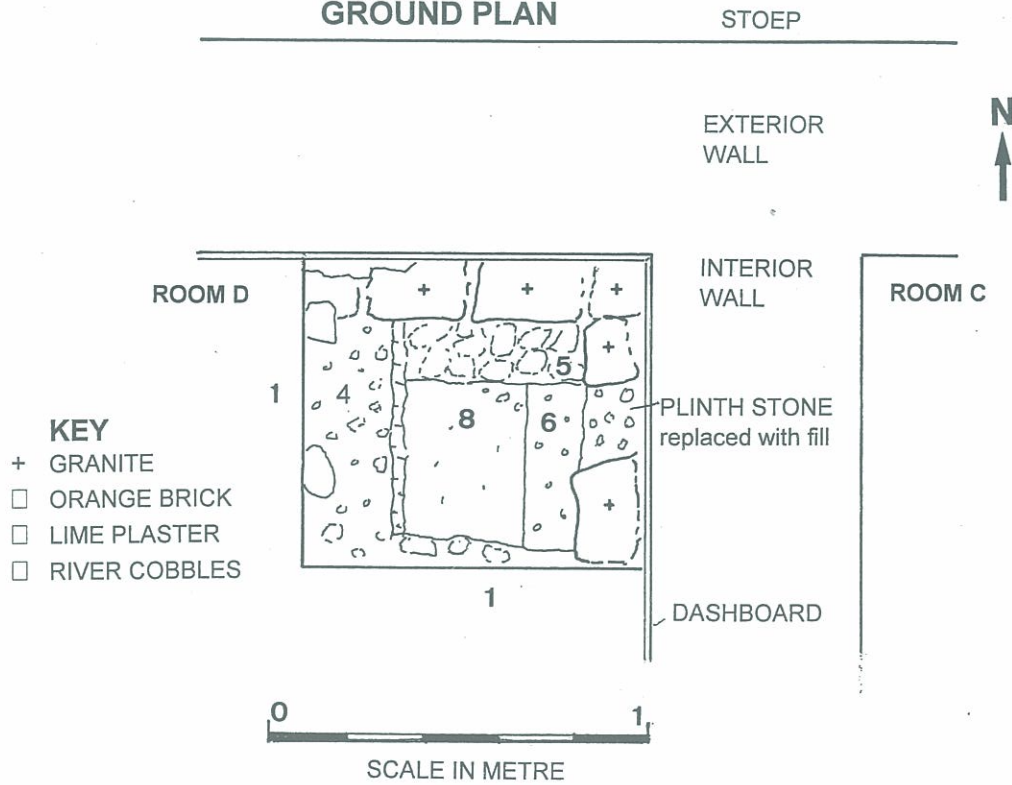 GROUND PLAN
STOEP
EXTERIOR
WALL
N
INTERIOR
WALL
ROOM D
ROOM C
+ + +
+
5
1
4
8
6
PLINTH STONE
replaced with fill
KEY
+ GRANITE
□ ORANGE BRICK
□ LIME PLASTER
□ RIVER COBBLES
+
1
DASHBOARD
0 1
SCALE IN METRE